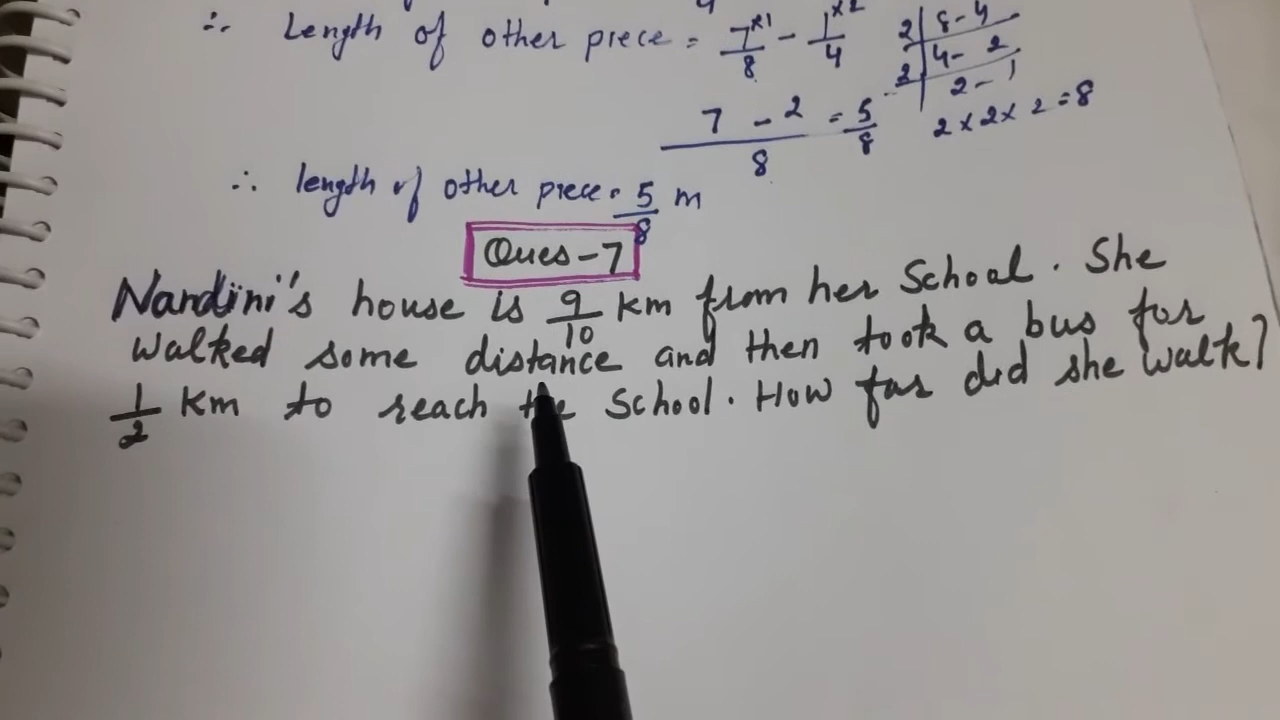 ∴ Length of other piece = 7×1/8 - 1×2/4
2 | 8 - 4
2 | 4 - 2
2 - 1
2 × 2 × 2 = 8
7 - 2/8 = 5/8
∴ length of other piece = 5/8 m
Ques-7
Nandini's house is 9/10 km from her School. She
walked some distance and then took a bus for
1/2 km to reach the School. How far did she walk?